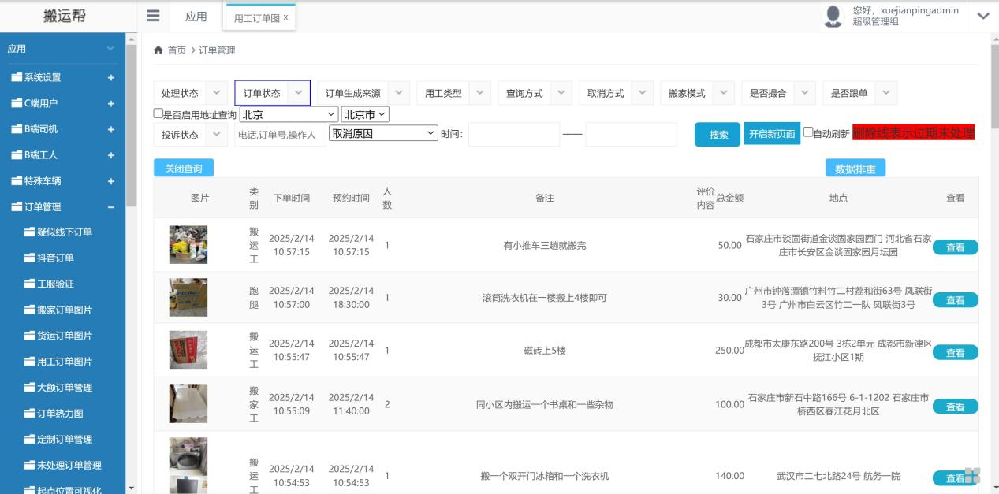 搬运帮
应用
用工订单图 x
您好，xuejianpingadmin
超级管理组
应用
系统设置 +
C端用户 +
B端司机 +
B端工人 +
特殊车辆 +
订单管理 −
疑似线下订单
抖音订单
工服验证
搬家订单图片
货运订单图片
用工订单图片
大额订单管理
订单热力图
定制订单管理
未处理订单管理
起点位置可视化
首页 > 订单管理
处理状态 订单状态 订单生成来源 用工类型 查询方式 取消方式 搬家模式 是否撮合 是否跟单
是否启用地址查询 北京 北京市
投诉状态 电话,订单号,操作人 取消原因 时间: —— 搜索 开启新页面 自动刷新 删除线表示过期未处理
关闭查询 数据排重
图片 类别 下单时间 预约时间 人数 备注 评价内容 总金额 地点 查看
搬运工 2025/2/14 10:57:15 2025/2/14 10:57:15 1 有小推车三趟就搬完 50.00 石家庄市谈固街道金谈固家园西门 河北省石家庄市长安区金谈固家园月坛园 查看
跑腿 2025/2/14 10:57:00 2025/2/14 18:30:00 1 滚筒洗衣机在一楼搬上4楼即可 30.00 广州市钟落潭镇竹料竹二村荔和街63号 凤联街3号 广州市白云区竹二一队 凤联街3号 查看
搬运工 2025/2/14 10:55:47 2025/2/14 10:55:47 1 磁砖上5楼 250.00 成都市太康东路200号 3栋2单元 成都市新津区抚江小区1期 查看
搬家工 2025/2/14 10:55:09 2025/2/14 11:40:00 2 同小区内搬运一个书桌和一些杂物 100.00 石家庄市新石中路166号 6-1-1202 石家庄市桥西区春江花月北区 查看
搬运工 2025/2/14 10:54:53 2025/2/14 10:54:53 1 搬一个双开门冰箱和一个洗衣机 140.00 武汉市二七北路24号 航务一院 查看